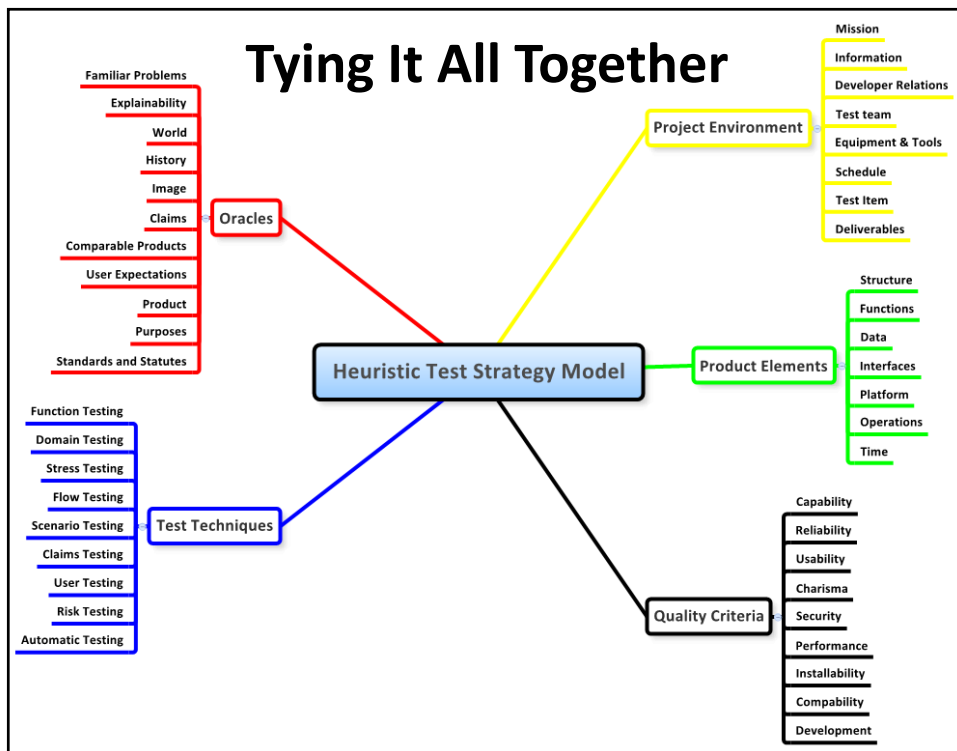 Tying It All Together
Familiar Problems
Explainability
World
History
Image
Claims
Comparable Products
User Expectations
Product
Purposes
Standards and Statutes
Oracles
Function Testing
Domain Testing
Stress Testing
Flow Testing
Scenario Testing
Claims Testing
User Testing
Risk Testing
Automatic Testing
Test Techniques
Heuristic Test Strategy Model
Project Environment
Mission
Information
Developer Relations
Test team
Equipment & Tools
Schedule
Test Item
Deliverables
Product Elements
Structure
Functions
Data
Interfaces
Platform
Operations
Time
Quality Criteria
Capability
Reliability
Usability
Charisma
Security
Performance
Installability
Compability
Development